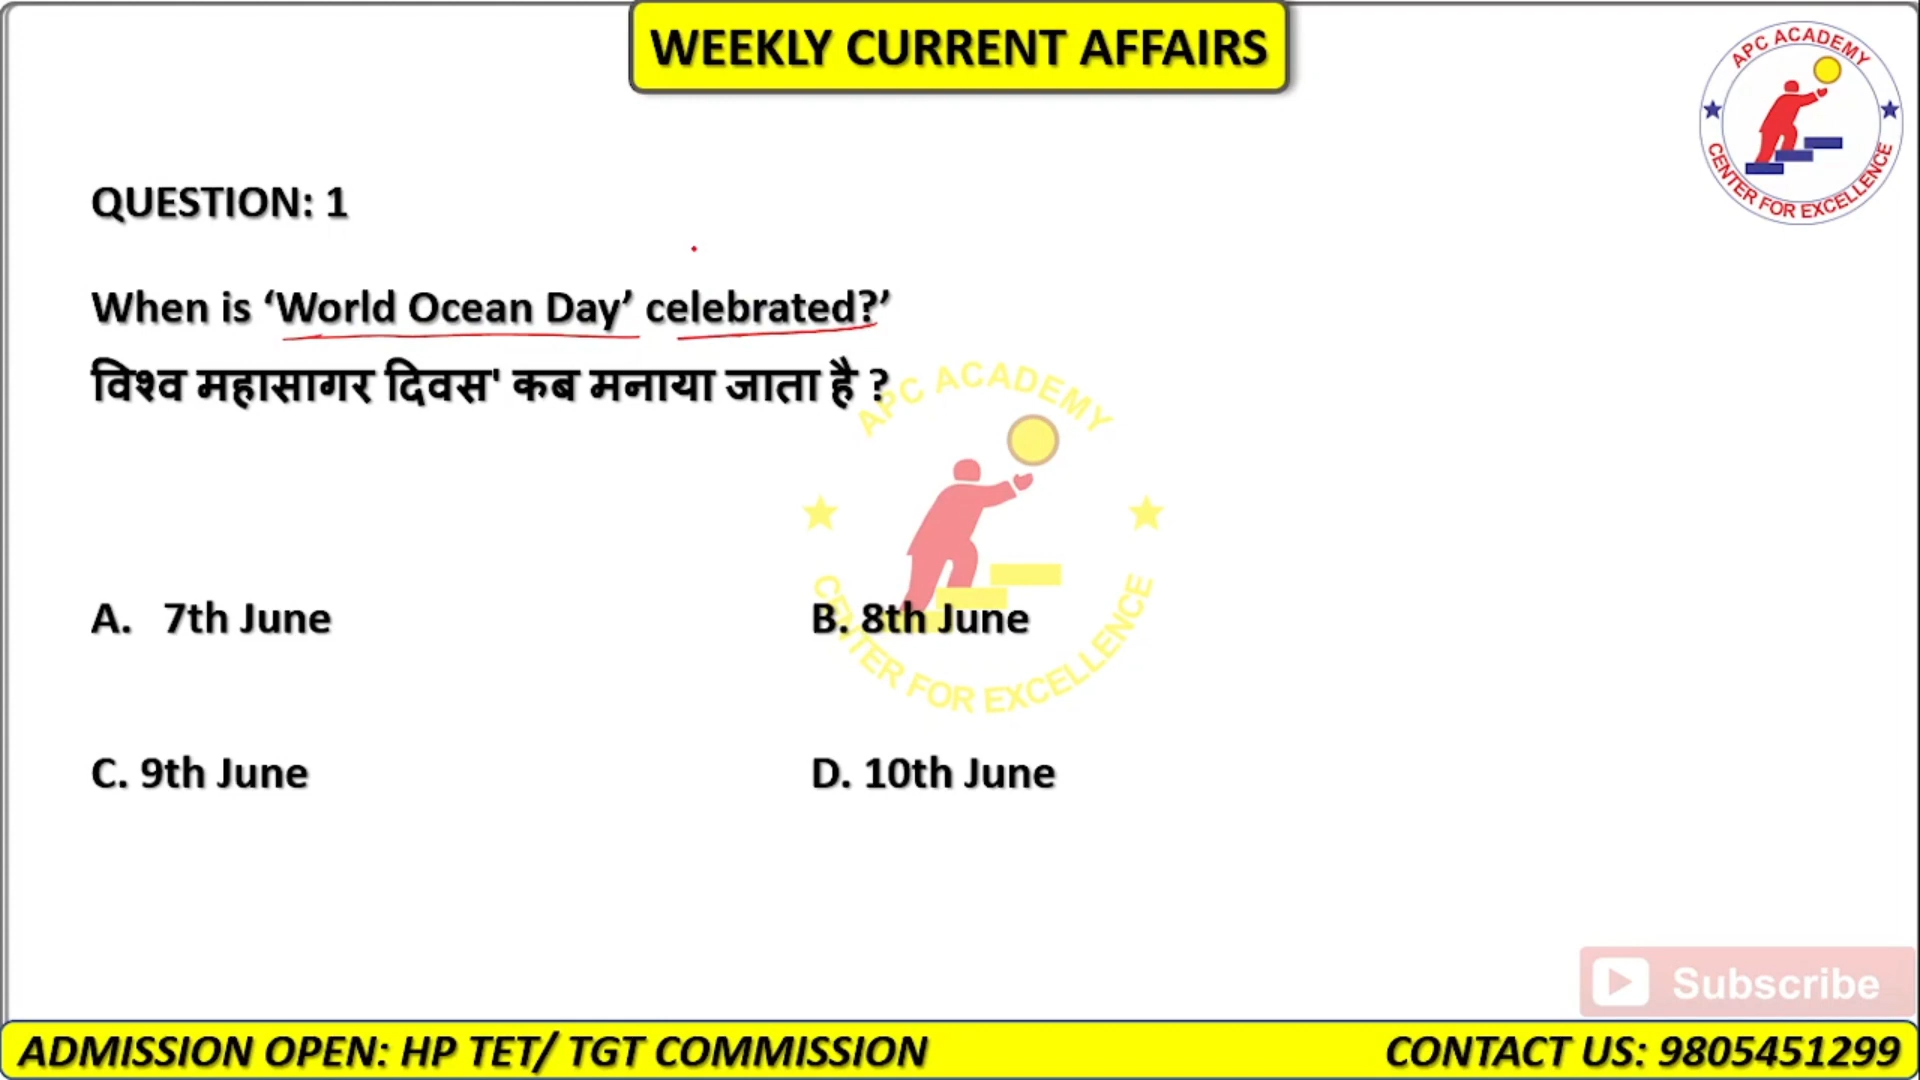 WEEKLY CURRENT AFFAIRS
APC ACADEMY
CENTER FOR EXCELLENCE
QUESTION: 1
When is ‘World Ocean Day’ celebrated?’
विश्व महासागर दिवस' कब मनाया जाता है ?
APC ACADEMY
CENTER FOR EXCELLENCE
A. 7th June
B. 8th June
C. 9th June
D. 10th June
Subscribe
ADMISSION OPEN: HP TET/ TGT COMMISSION
CONTACT US: 9805451299